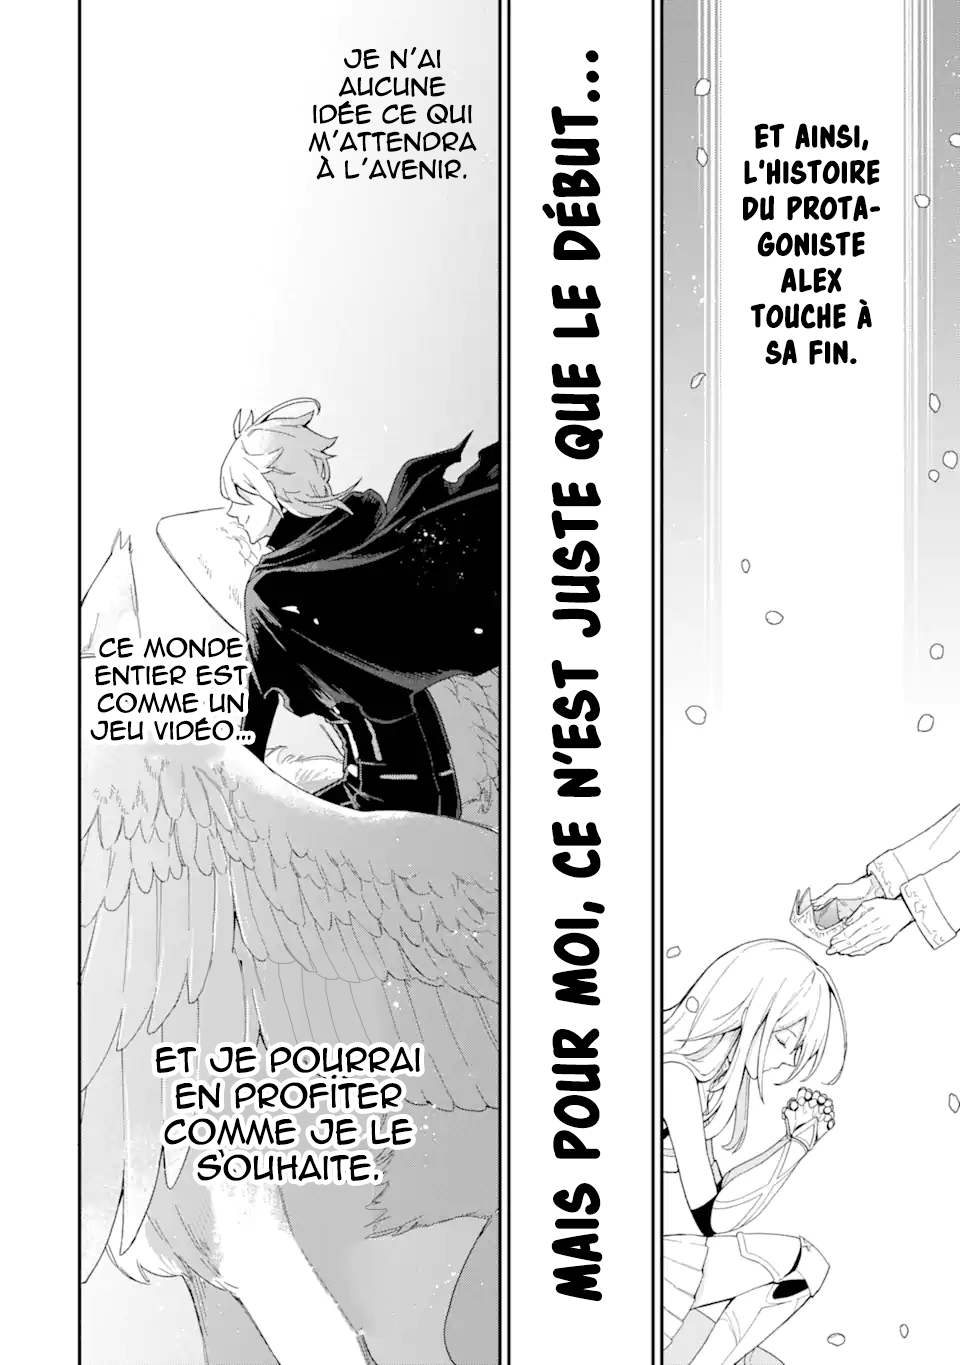 ET AINSI,
L'HISTOIRE
DU PROTA-
GONISTE
ALEX
TOUCHE À
SA FIN.
MAIS POUR MOI, CE N'EST JUSTE QUE LE DÉBUT...
JE N'AI
AUCUNE
IDÉE CE QUI
M'ATTENDRA
À L'AVENIR.
CE MONDE
ENTIER EST
COMME UN
JEU VIDÉO...
ET JE POURRAI
EN PROFITER
COMME JE LE
SOUHAITE.